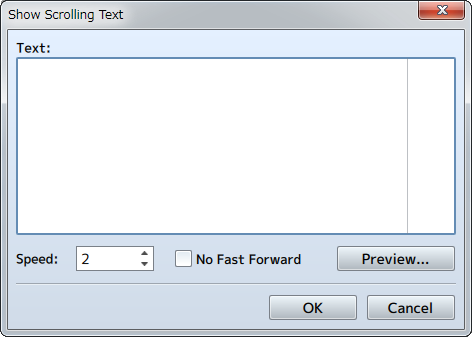 Show Scrolling Text
Text:
Speed: 2 No Fast Forward Preview...
OK Cancel